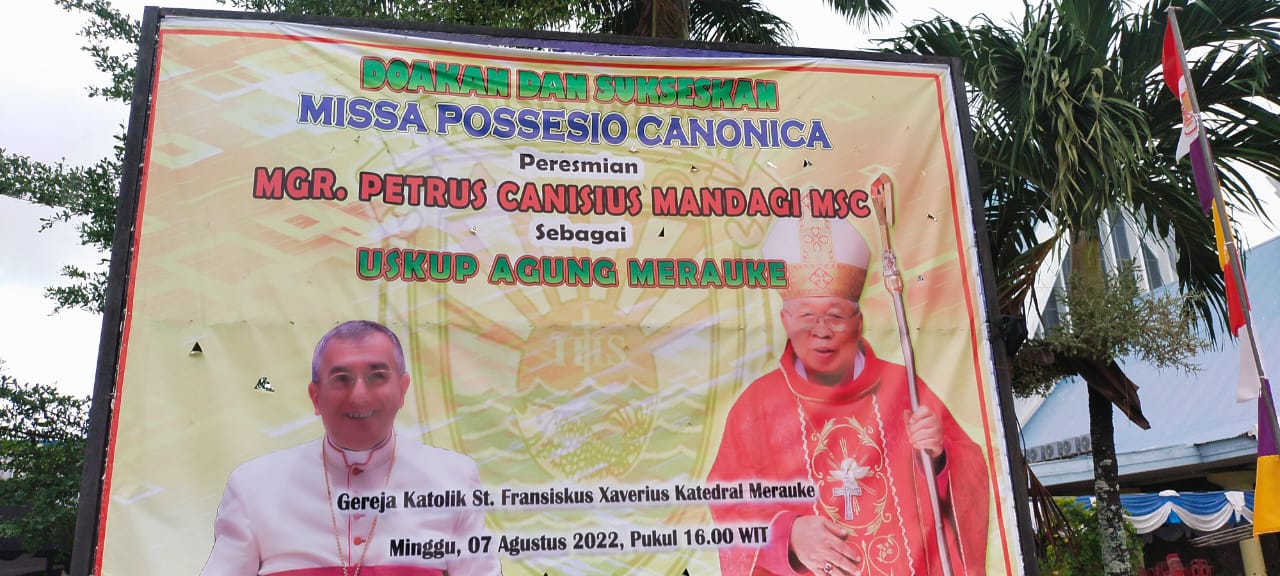 DOAKAN DAN SUKSESKAN
MISSA POSSESIO CANONICA
Peresmian
MGR. PETRUS CANISIUS MANDAGI MSC
Sebagai
USKUP AGUNG MERAUKE
IHS
Gereja Katolik St. Fransiskus Xaverius Katedral Merauke
Minggu, 07 Agustus 2022, Pukul 16.00 WIT